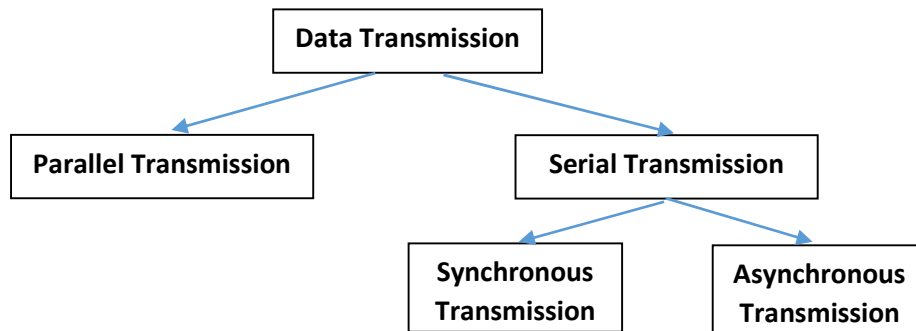 Data Transmission
Parallel Transmission
Serial Transmission
Synchronous
Transmission
Asynchronous
Transmission